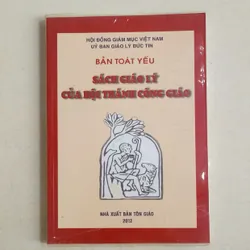 HỘI ĐỒNG GIÁM MỤC VIỆT NAM
UỶ BAN GIÁO LÝ ĐỨC TIN
BẢN TOÁT YẾU
SÁCH GIÁO LÝ
CỦA HỘI THÁNH CÔNG GIÁO
NHÀ XUẤT BẢN TÔN GIÁO
2013